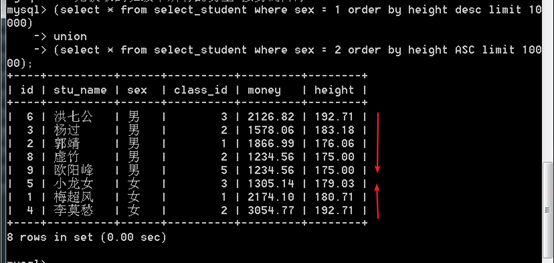 mysql> (select * from select_student where sex = 1 order by height desc limit 10
000)
    -> union
    -> (select * from select_student where sex = 2 order by height ASC limit 100
00);
+----+----------+-----+----------+---------+--------+
| id | stu_name | sex | class_id | money | height |
+----+----------+-----+----------+---------+--------+
| 6 | 洪七公 | 男 | 3 | 2126.82 | 192.71 |
| 3 | 杨过 | 男 | 2 | 1578.06 | 183.18 |
| 2 | 郭靖 | 男 | 1 | 1866.99 | 176.06 |
| 8 | 虚竹 | 男 | 2 | 1234.56 | 175.00 |
| 9 | 欧阳峰 | 男 | 5 | 1234.56 | 175.00 |
| 5 | 小龙女 | 女 | 3 | 1305.14 | 179.03 |
| 1 | 梅超风 | 女 | 1 | 2174.10 | 180.71 |
| 4 | 李莫愁 | 女 | 2 | 3054.77 | 192.71 |
+----+----------+-----+----------+---------+--------+
8 rows in set (0.00 sec)
mysql>